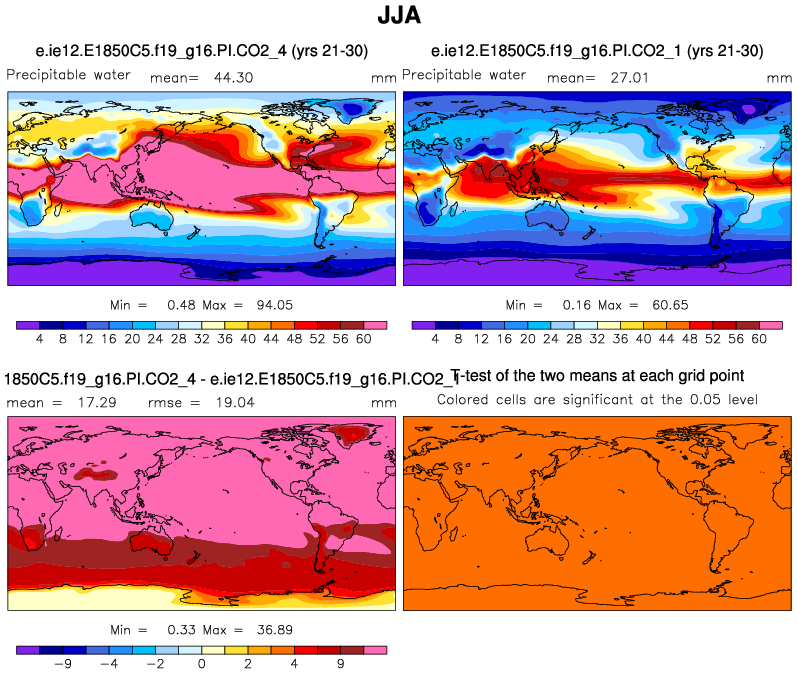 JJA
e.ie12.E1850C5.f19_g16.PI.CO2_4 (yrs 21-30)
Precipitable water mean= 44.30 mm
Min = 0.48 Max = 94.05
4 8 12 16 20 24 28 32 36 40 44 48 52 56 60
e.ie12.E1850C5.f19_g16.PI.CO2_1 (yrs 21-30)
Precipitable water mean= 27.01 mm
Min = 0.16 Max = 60.65
4 8 12 16 20 24 28 32 36 40 44 48 52 56 60
1850C5.f19_g16.PI.CO2_4 - e.ie12.E1850C5.f19_g16.PI.CO2_
mean = 17.29 rmse = 19.04 mm
Min = 0.33 Max = 36.89
-9 -4 -2 0 2 4 9
T-test of the two means at each grid point
Colored cells are significant at the 0.05 level